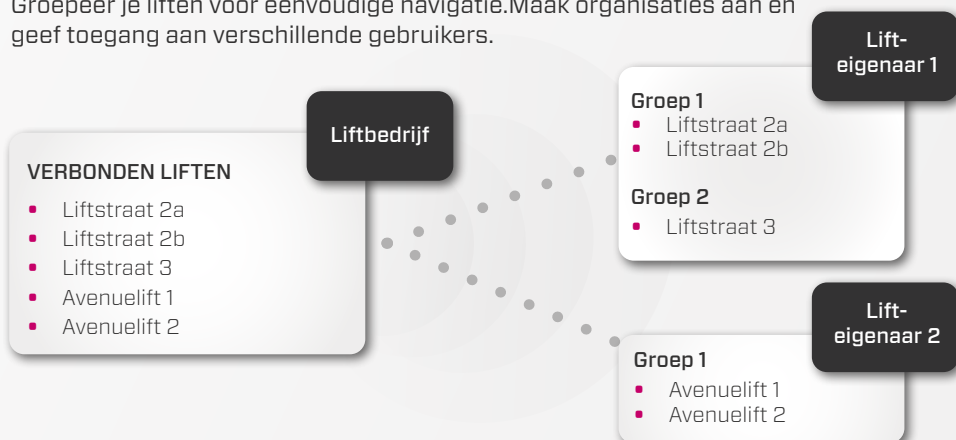 Groepeer je liften voor eenvoudige navigatie.Maak organisaties aan en
geef toegang aan verschillende gebruikers.
Liftbedrijf
VERBONDEN LIFTEN
Liftstraat 2a
Liftstraat 2b
Liftstraat 3
Avenuelift 1
Avenuelift 2
Lift-
eigenaar 1
Groep 1
Liftstraat 2a
Liftstraat 2b
Groep 2
Liftstraat 3
Lift-
eigenaar 2
Groep 1
Avenuelift 1
Avenuelift 2